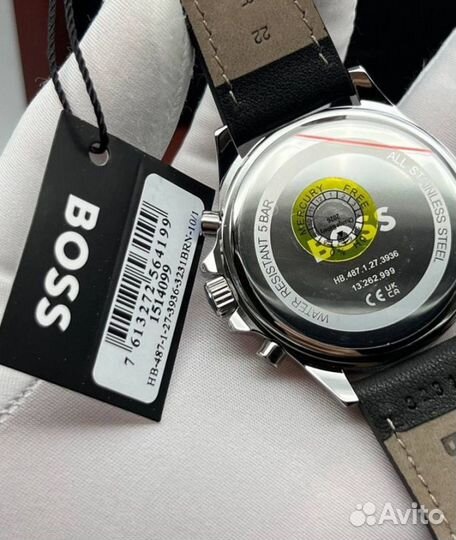 BOSS
7 613272 564199
1514099
HB-487-1-27-3936-3231BRN-10/1
22
ALL STAINLESS STEEL
WATER RESISTANT 5 BAR
MERCURY FREE
BOSS
HB.487.1.27.3936
13*262,999
CE UK CA
Avito